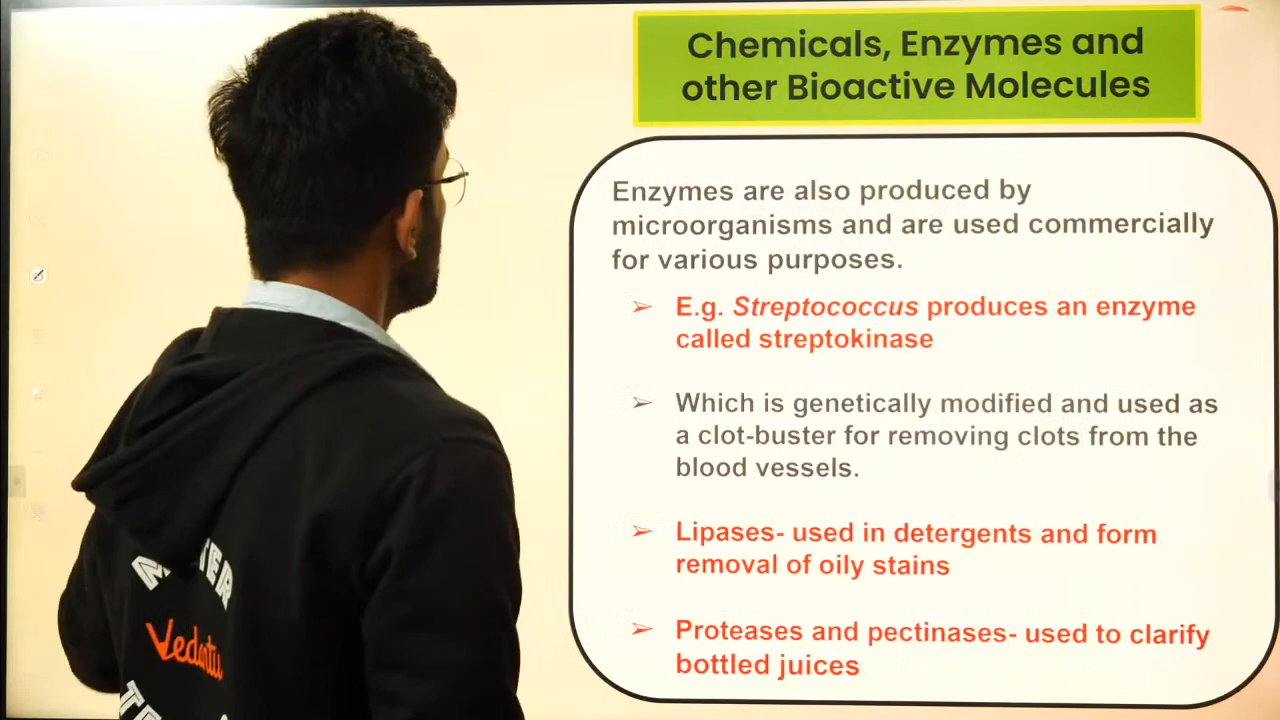 Chemicals, Enzymes and
other Bioactive Molecules
Enzymes are also produced by
microorganisms and are used commercially
for various purposes.
➢ E.g. Streptococcus produces an enzyme
called streptokinase
➢ Which is genetically modified and used as
a clot-buster for removing clots from the
blood vessels.
➢ Lipases- used in detergents and form
removal of oily stains
➢ Proteases and pectinases- used to clarify
bottled juices
Vedantu